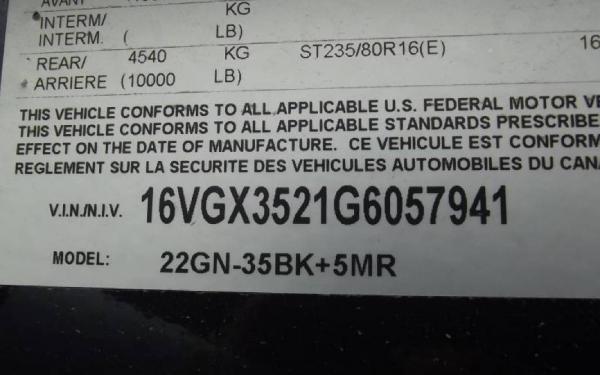 KG
INTERM/
INTERM. ( LB)
REAR/ 4540 KG ST235/80R16(E) 16
ARRIERE (10000 LB)
THIS VEHICLE CONFORMS TO ALL APPLICABLE U.S. FEDERAL MOTOR VE
THIS VEHICLE CONFORMS TO ALL APPLICABLE STANDARDS PRESCRIBE
EFFECT ON THE DATE OF MANUFACTURE. CE VEHICULE EST CONFORM
REGLEMENT SUR LA SECURITE DES VEHICULES AUTOMOBILES DU CAN
V.I.N./N.I.V. 16VGX3521G6057941
MODEL: 22GN-35BK+5MR